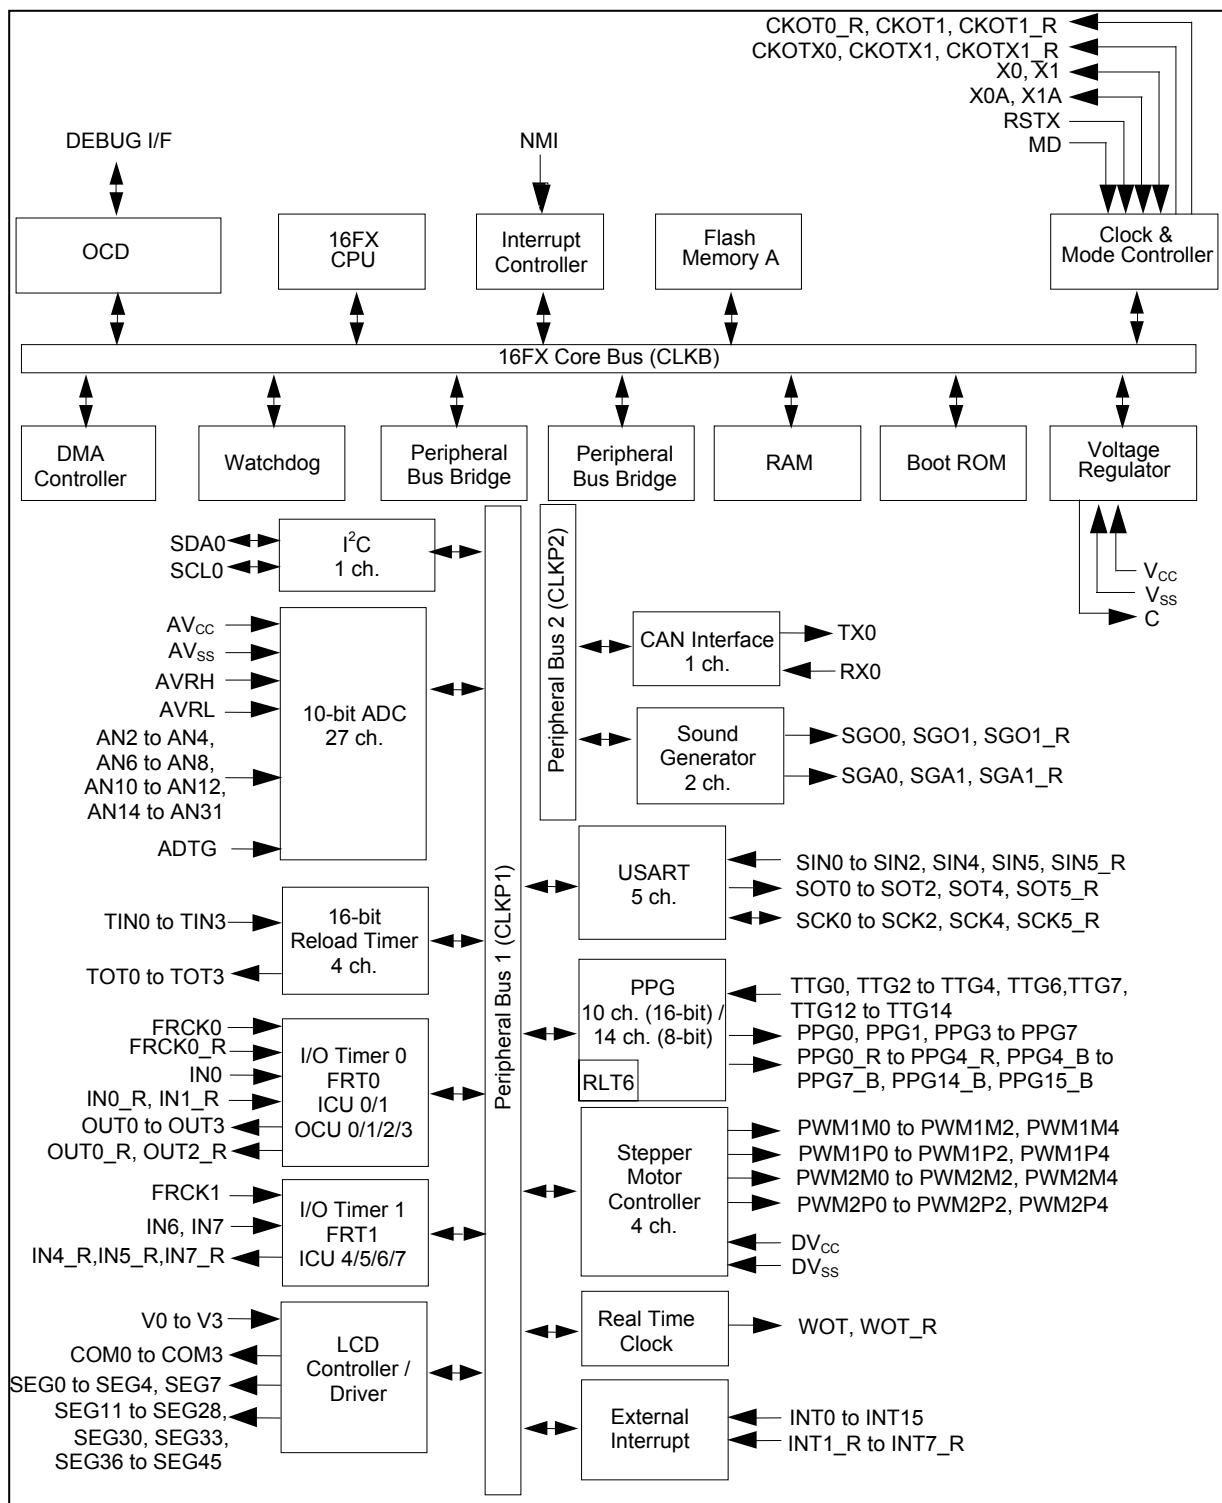 CKOT0_R, CKOT1, CKOT1_R
CKOTX0, CKOTX1, CKOTX1_R
X0, X1
X0A, X1A
RSTX
MD
DEBUG I/F
NMI
OCD
16FX
CPU
Interrupt
Controller
Flash
Memory A
Clock &
Mode Controller
16FX Core Bus (CLKB)
DMA
Controller
Watchdog
Peripheral
Bus Bridge
Peripheral
Bus Bridge
RAM
Boot ROM
Voltage
Regulator
VCC
VSS
C
Peripheral Bus 1 (CLKP1)
Peripheral Bus 2 (CLKP2)
SDA0
SCL0
I2C
1 ch.
AVCC
AVSS
AVRH
AVRL
AN2 to AN4,
AN6 to AN8,
AN10 to AN12,
AN14 to AN31
ADTG
10-bit ADC
27 ch.
TIN0 to TIN3
TOT0 to TOT3
16-bit
Reload Timer
4 ch.
FRCK0
FRCK0_R
IN0
IN0_R, IN1_R
OUT0 to OUT3
OUT0_R, OUT2_R
I/O Timer 0
FRT0
ICU 0/1
OCU 0/1/2/3
FRCK1
IN6, IN7
IN4_R,IN5_R,IN7_R
I/O Timer 1
FRT1
ICU 4/5/6/7
V0 to V3
COM0 to COM3
SEG0 to SEG4, SEG7
SEG11 to SEG28,
SEG30, SEG33,
SEG36 to SEG45
LCD
Controller /
Driver
CAN Interface
1 ch.
TX0
RX0
Sound
Generator
2 ch.
SGO0, SGO1, SGO1_R
SGA0, SGA1, SGA1_R
USART
5 ch.
SIN0 to SIN2, SIN4, SIN5, SIN5_R
SOT0 to SOT2, SOT4, SOT5_R
SCK0 to SCK2, SCK4, SCK5_R
PPG
10 ch. (16-bit) /
14 ch. (8-bit)
RLT6
TTG0, TTG2 to TTG4, TTG6,TTG7,
TTG12 to TTG14
PPG0, PPG1, PPG3 to PPG7
PPG0_R to PPG4_R, PPG4_B to
PPG7_B, PPG14_B, PPG15_B
Stepper
Motor
Controller
4 ch.
PWM1M0 to PWM1M2, PWM1M4
PWM1P0 to PWM1P2, PWM1P4
PWM2M0 to PWM2M2, PWM2M4
PWM2P0 to PWM2P2, PWM2P4
DVCC
DVSS
Real Time
Clock
WOT, WOT_R
External
Interrupt
INT0 to INT15
INT1_R to INT7_R